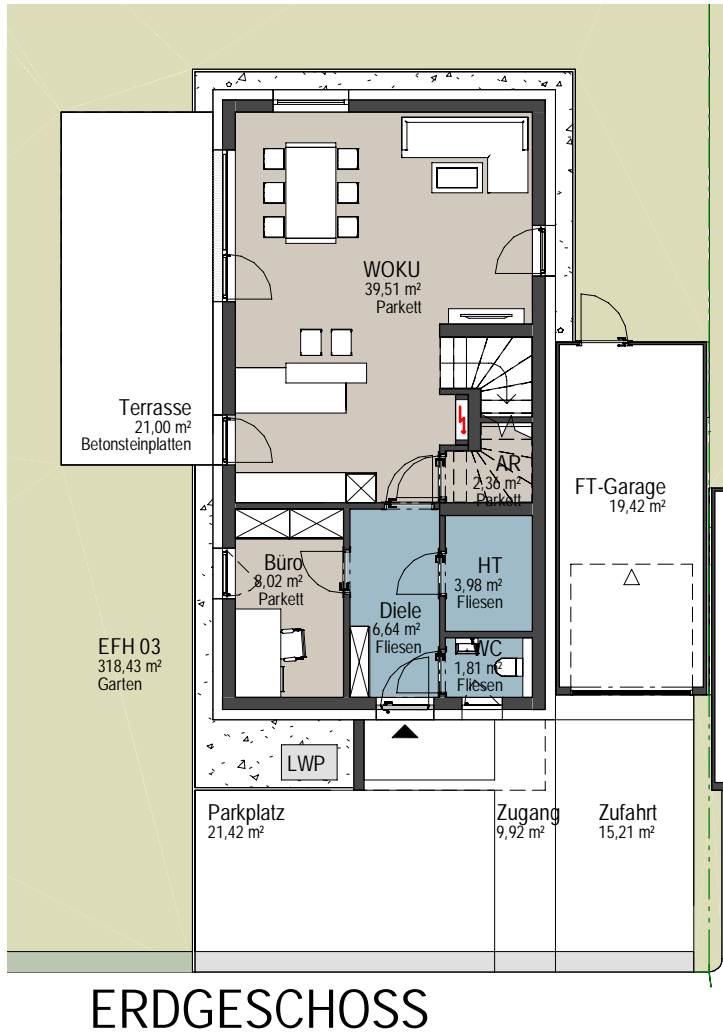 WOKU
39,51 m²
Parkett
Terrasse
21,00 m²
Betonsteinplatten
AR
2,36 m²
Parkett
FT-Garage
19,42 m²
Büro
8,02 m²
Parkett
HT
3,98 m²
Fliesen
Diele
6,64 m²
Fliesen
WC
1,81 m²
Fliesen
EFH 03
318,43 m²
Garten
LWP
Parkplatz
21,42 m²
Zugang
9,92 m²
Zufahrt
15,21 m²
ERDGESCHOSS